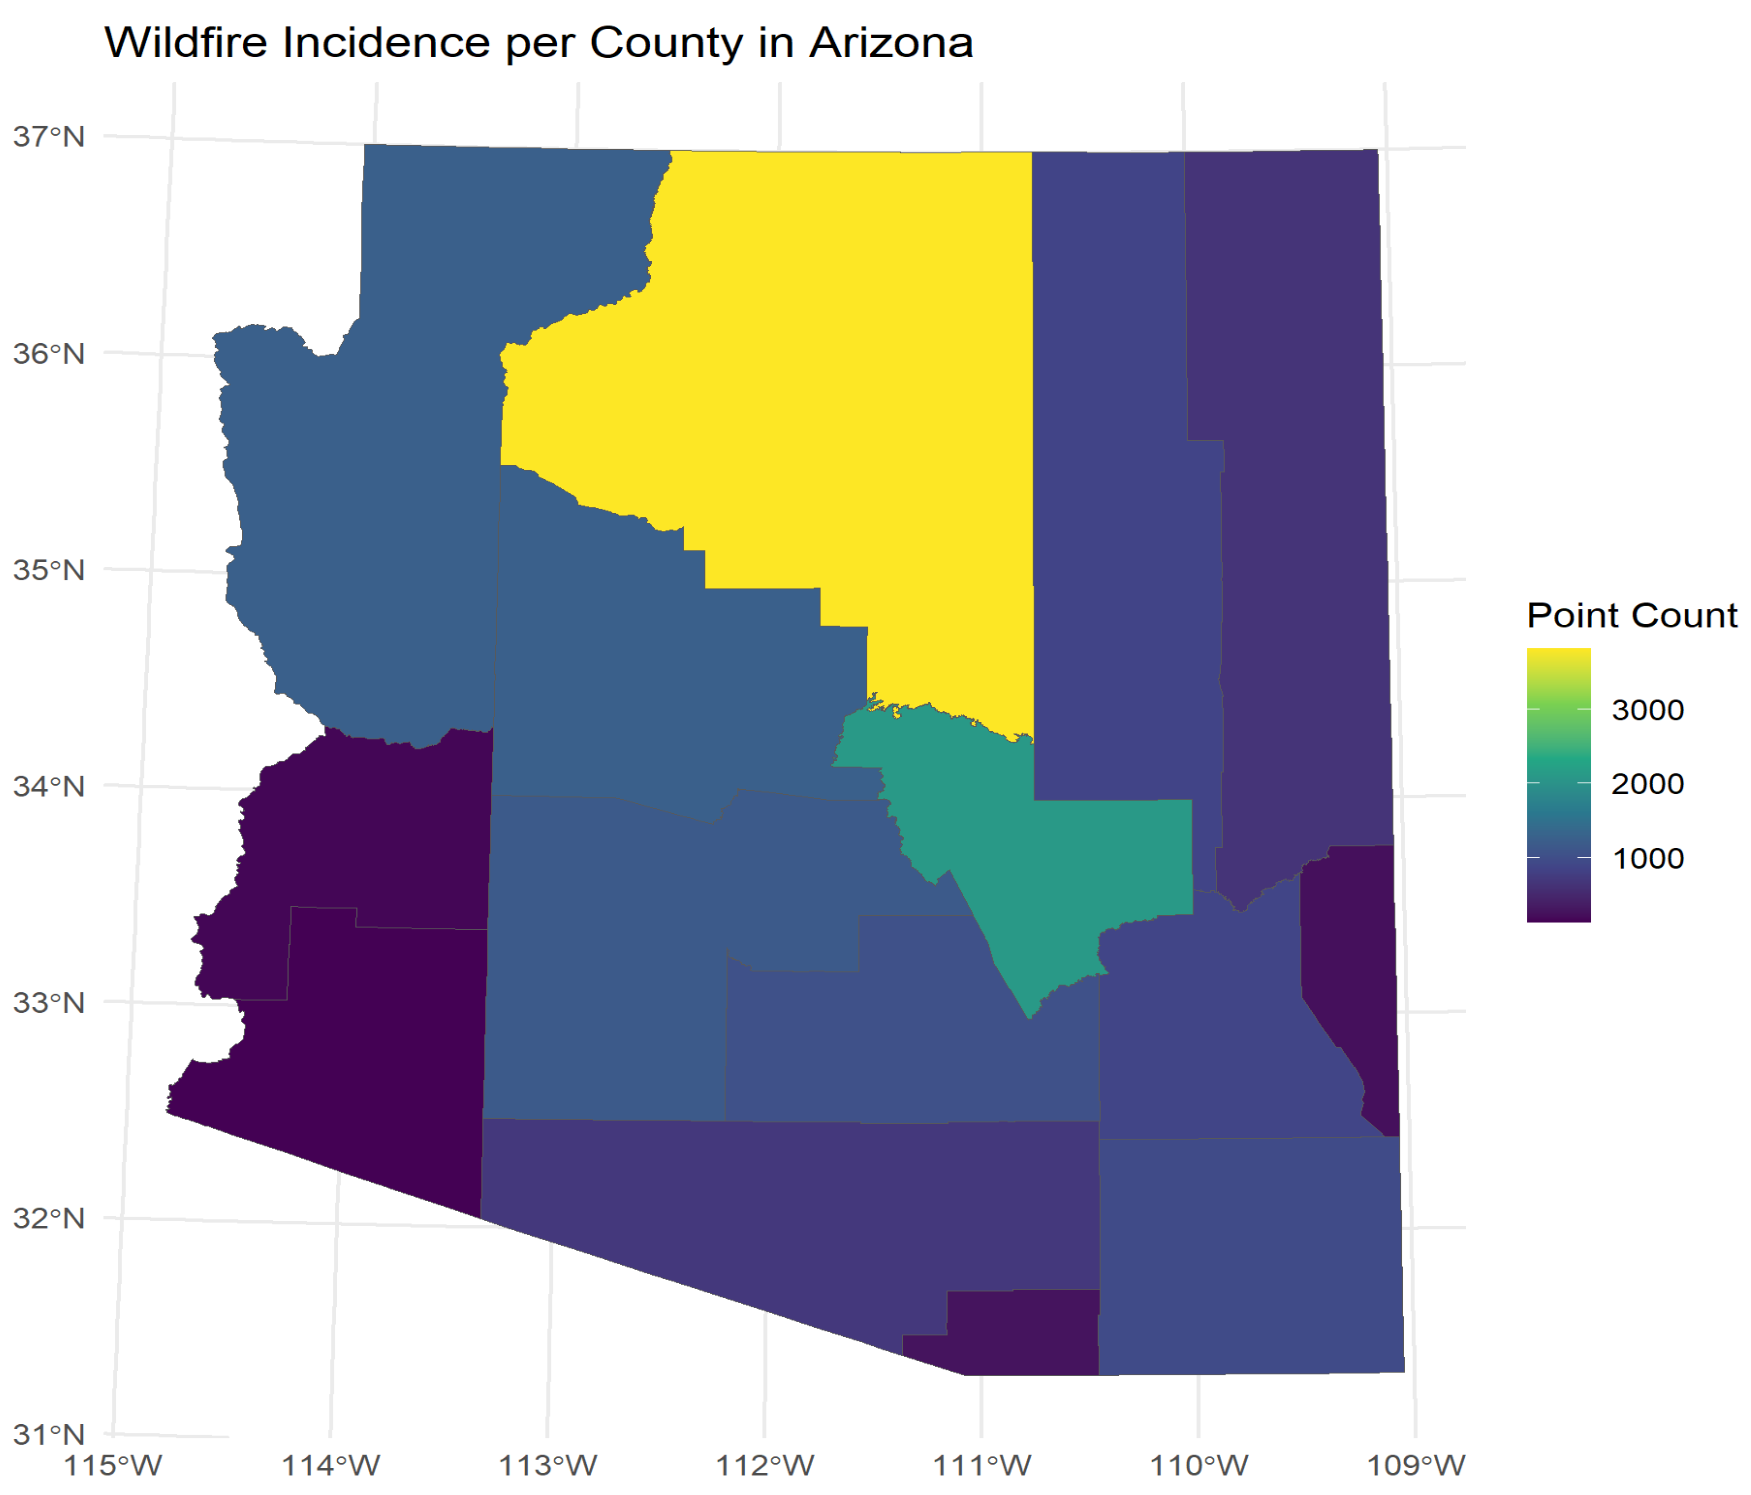 Wildfire Incidence per County in Arizona
37°N
36°N
35°N
34°N
33°N
32°N
31°N
115°W 114°W 113°W 112°W 111°W 110°W 109°W
Point Count
3000
2000
1000